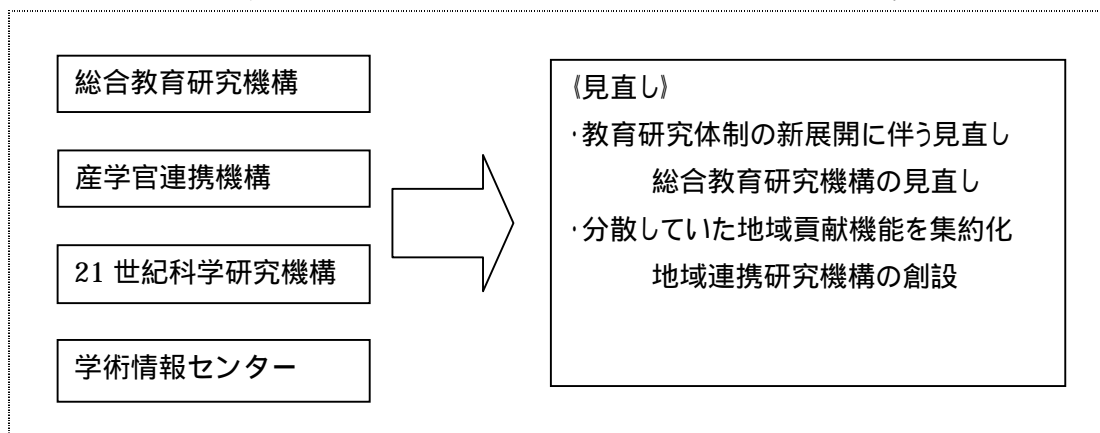 総合教育研究機構
産学官連携機構
21 世紀科学研究機構
学術情報センター
《見直し》
・教育研究体制の新展開に伴う見直し
総合教育研究機構の見直し
・分散していた地域貢献機能を集約化
地域連携研究機構の創設